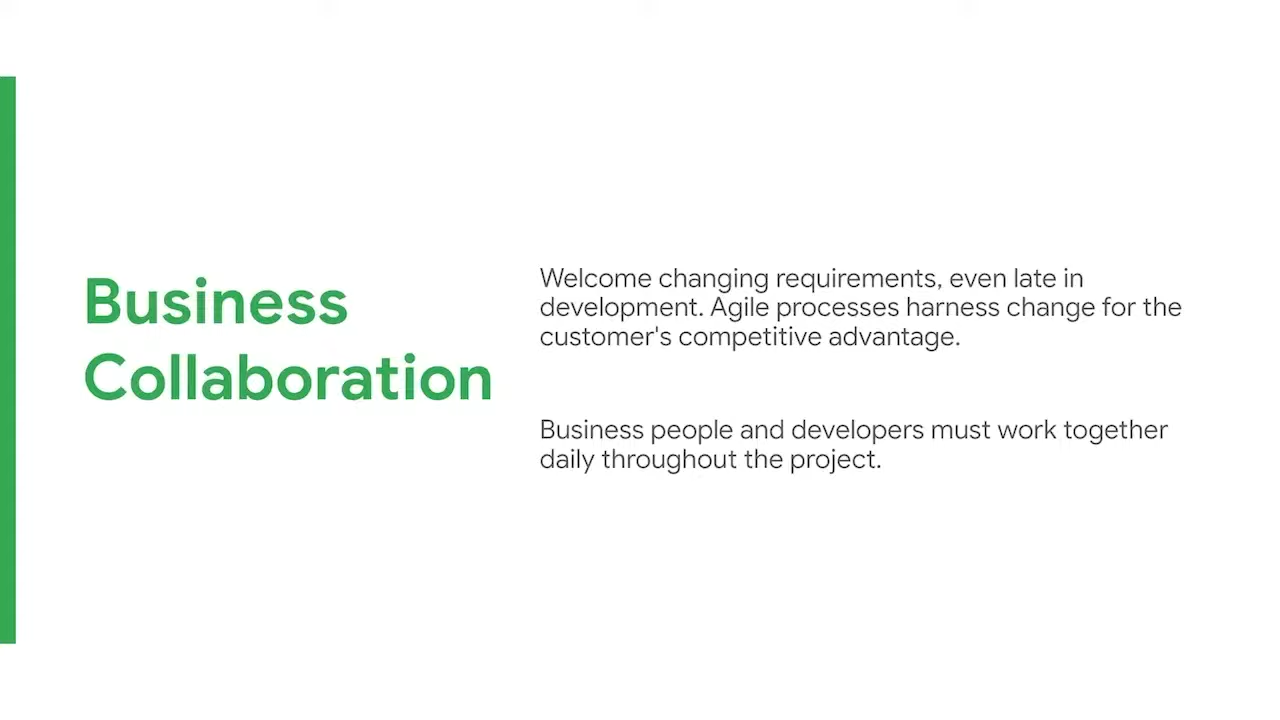 Business
Collaboration
Welcome changing requirements, even late in
development. Agile processes harness change for the
customer's competitive advantage.
Business people and developers must work together
daily throughout the project.